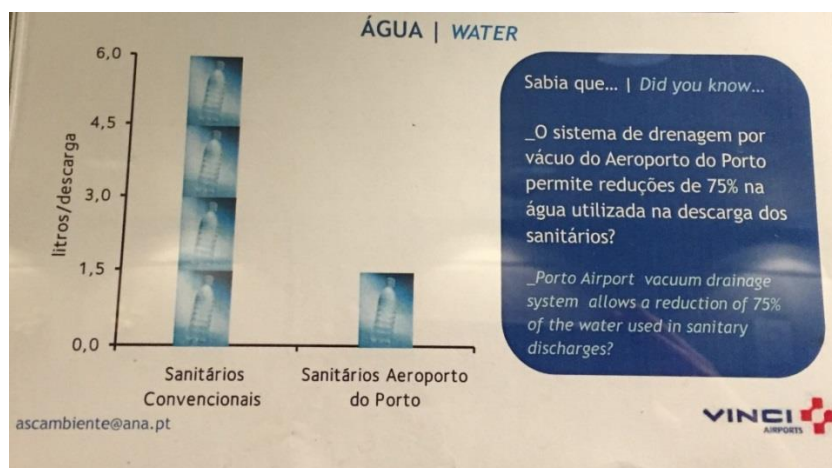 ÁGUA | WATER
6,0
4,5
3,0
1,5
0,0
litros/descarga
Sanitários
Convencionais
Sanitários Aeroporto
do Porto
Sabia que... | Did you know...
_O sistema de drenagem por
vácuo do Aeroporto do Porto
permite reduções de 75% na
água utilizada na descarga dos
sanitários?
_Porto Airport vacuum drainage
system allows a reduction of 75%
of the water used in sanitary
discharges?
ascambiente@ana.pt
VINCI
AIRPORTS